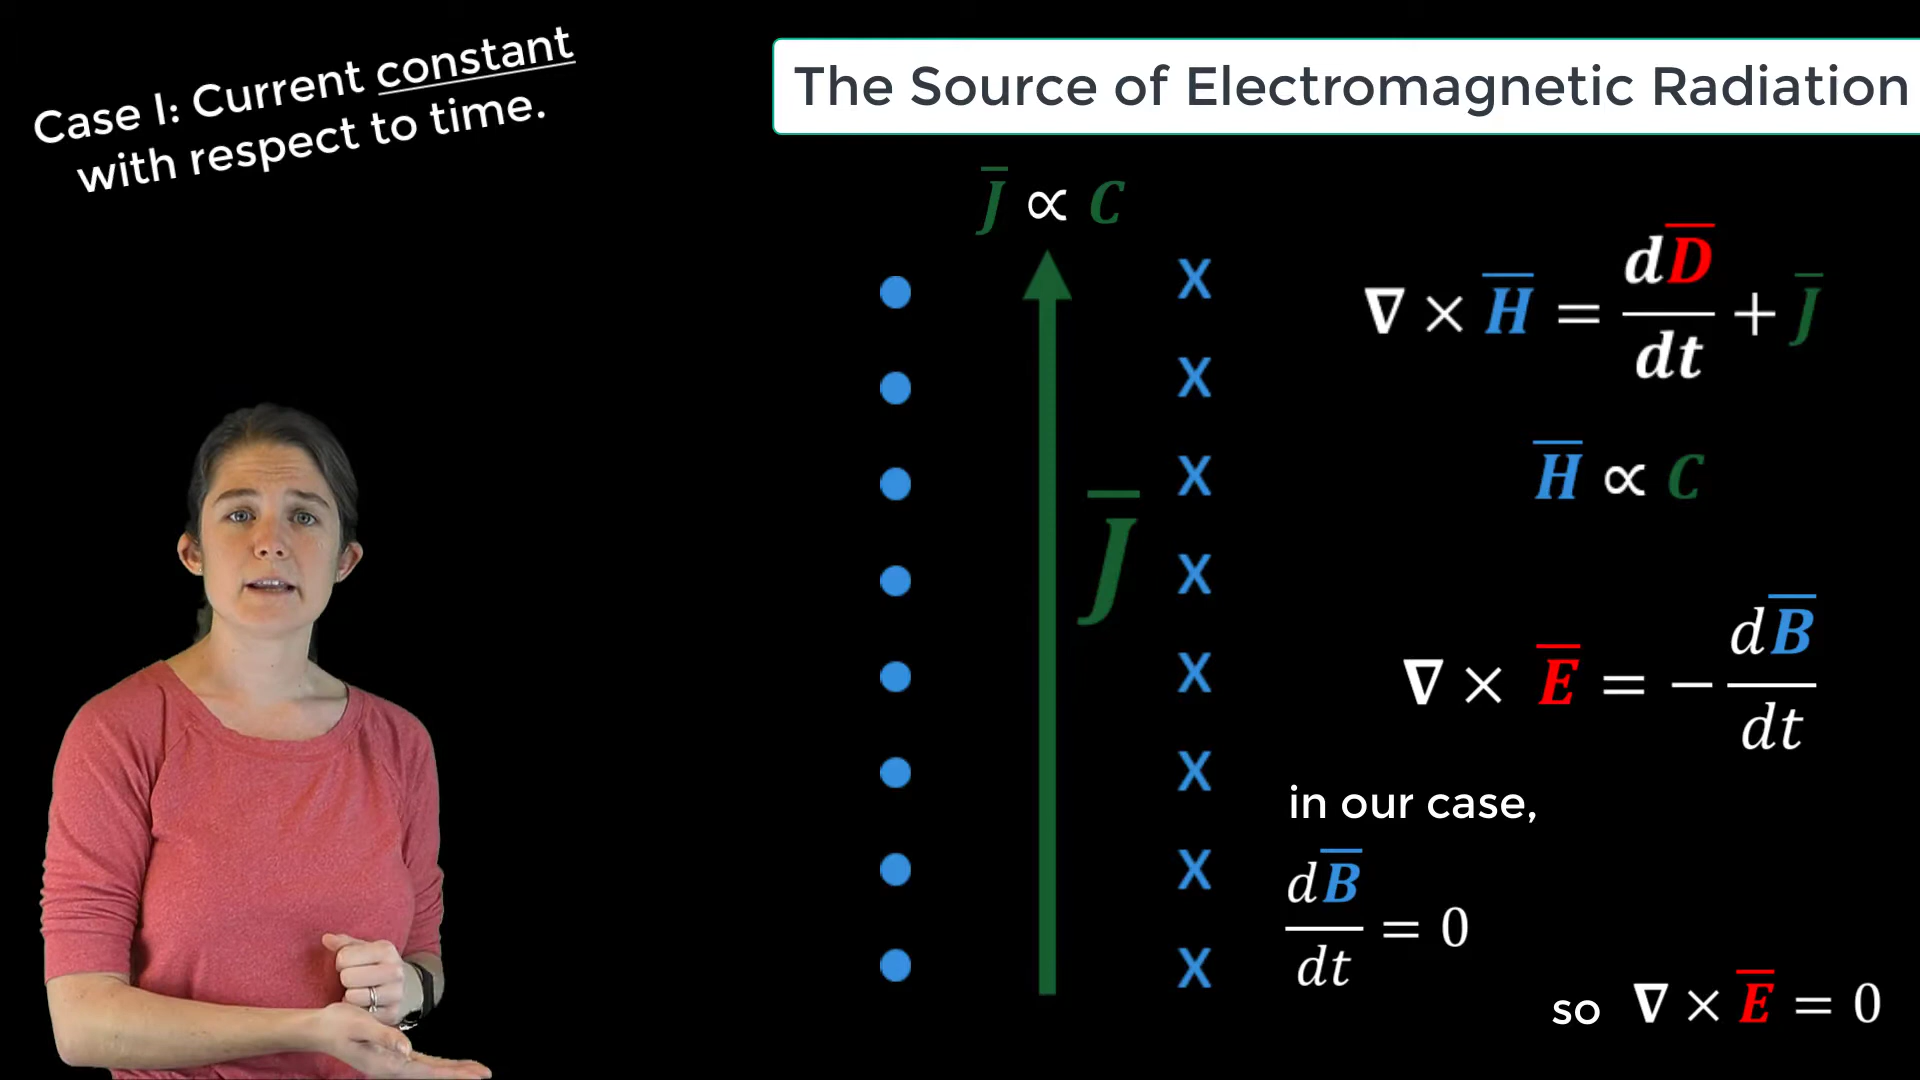 Case I: Current constant
with respect to time.
The Source of Electromagnetic Radiation
J̅ ∝ C
J̅
X
X
X
X
X
X
X
X
∇ × H̅ = dD̅/dt + J̅
H̅ ∝ C
∇ × E̅ = − dB̅/dt
in our case,
dB̅/dt = 0
so ∇ × E̅ = 0